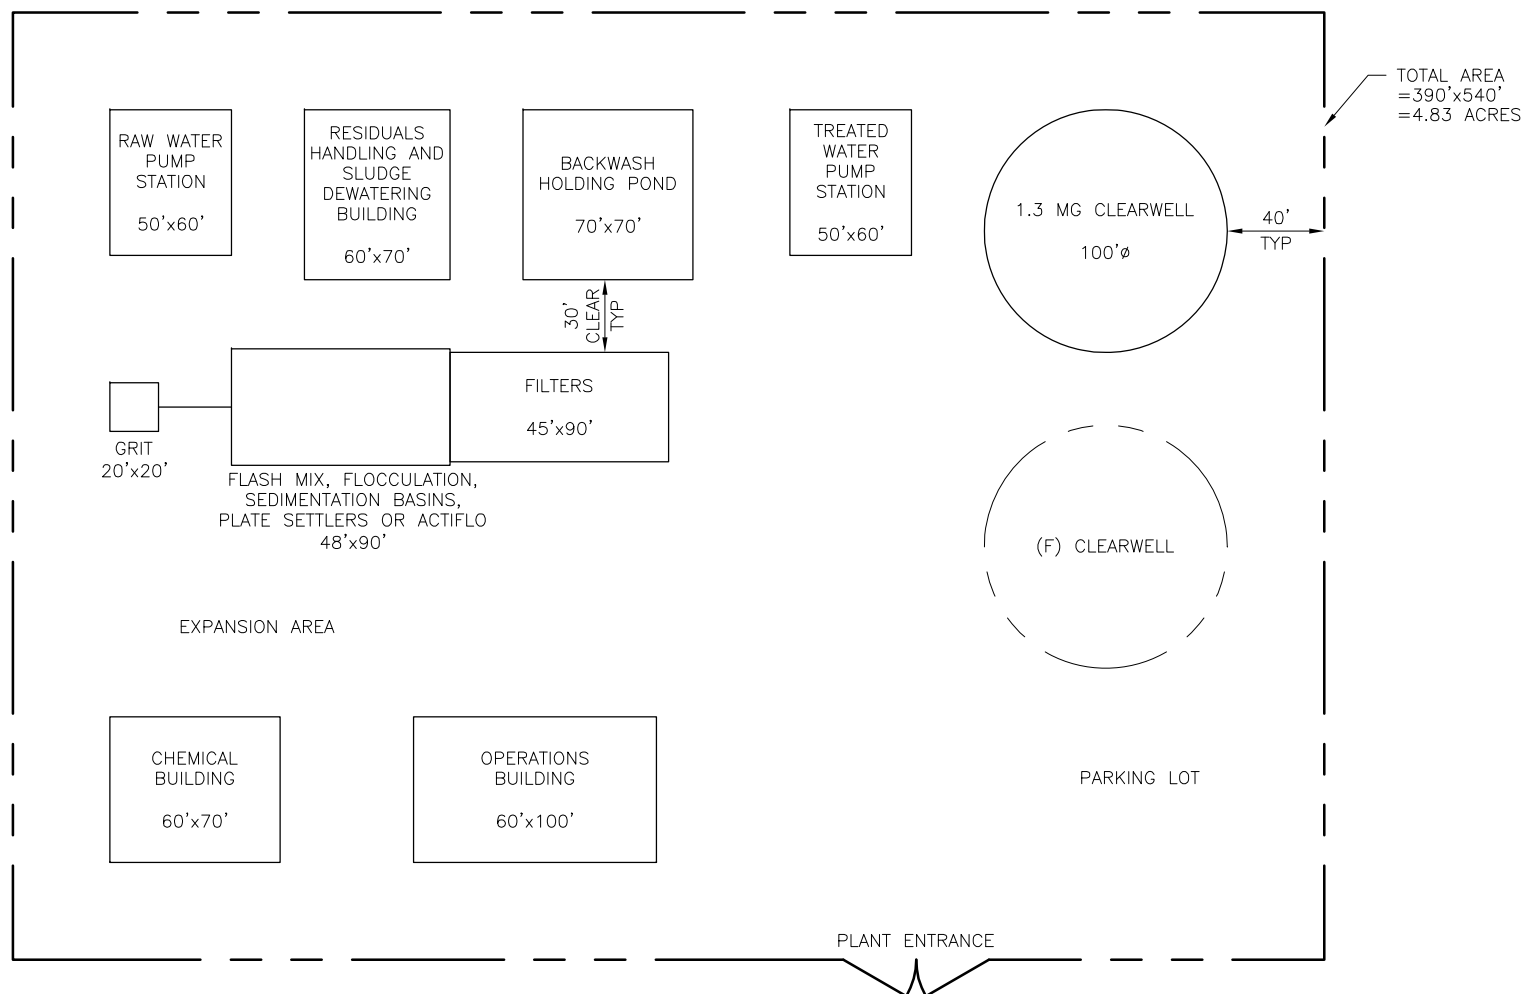 TOTAL AREA
=390'x540'
=4.83 ACRES
RAW WATER
PUMP
STATION
50'x60'
RESIDUALS
HANDLING AND
SLUDGE
DEWATERING
BUILDING
60'x70'
BACKWASH
HOLDING POND
70'x70'
TREATED
WATER
PUMP
STATION
50'x60'
1.3 MG CLEARWELL
100'ø
40'
TYP
30'
CLEAR
TYP
GRIT
20'x20'
FILTERS
45'x90'
FLASH MIX, FLOCCULATION,
SEDIMENTATION BASINS,
PLATE SETTLERS OR ACTIFLO
48'x90'
(F) CLEARWELL
EXPANSION AREA
CHEMICAL
BUILDING
60'x70'
OPERATIONS
BUILDING
60'x100'
PARKING LOT
PLANT ENTRANCE